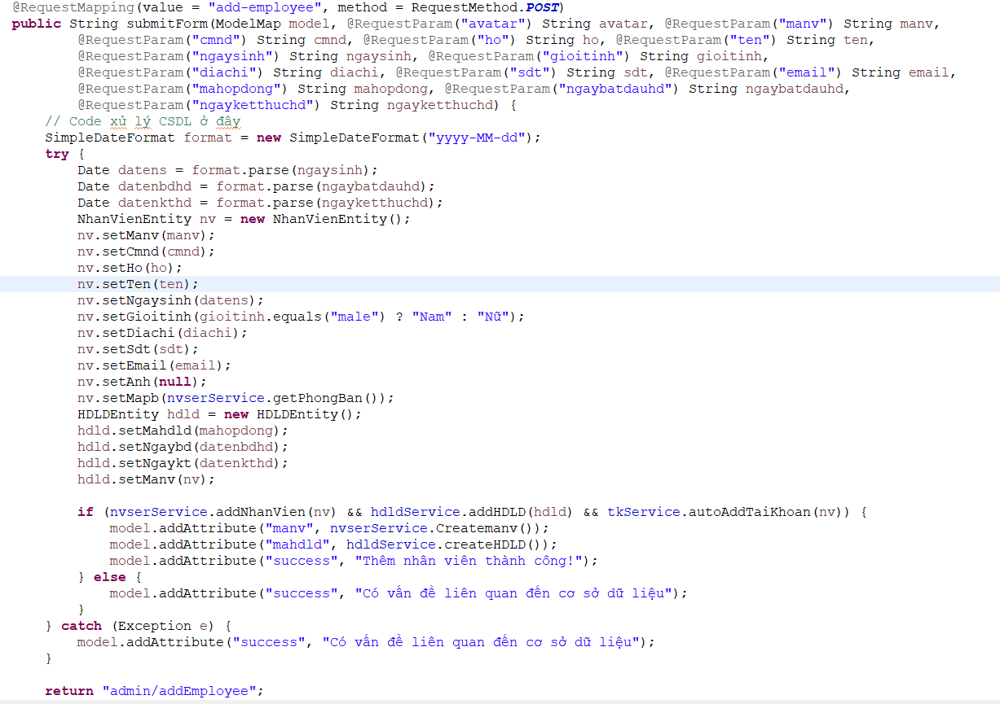 @RequestMapping(value = "add-employee", method = RequestMethod.POST)
public String submitForm(ModelMap model, @RequestParam("avatar") String avatar, @RequestParam("manv") String manv,
@RequestParam("cmnd") String cmnd, @RequestParam("ho") String ho, @RequestParam("ten") String ten,
@RequestParam("ngaysinh") String ngaysinh, @RequestParam("gioitinh") String gioitinh,
@RequestParam("diachi") String diachi, @RequestParam("sdt") String sdt, @RequestParam("email") String email,
@RequestParam("mahopdong") String mahopdong, @RequestParam("ngaybatdauhd") String ngaybatdauhd,
@RequestParam("ngayketthuchd") String ngayketthuchd) {
// Code xử lý CSDL ở đây
SimpleDateFormat format = new SimpleDateFormat("yyyy-MM-dd");
try {
Date datens = format.parse(ngaysinh);
Date datenbdhd = format.parse(ngaybatdauhd);
Date datenkthd = format.parse(ngayketthuchd);
NhanVienEntity nv = new NhanVienEntity();
nv.setManv(manv);
nv.setCmnd(cmnd);
nv.setHo(ho);
nv.setTen(ten);
nv.setNgaysinh(datens);
nv.setGioitinh(gioitinh.equals("male") ? "Nam" : "Nữ");
nv.setDiachi(diachi);
nv.setSdt(sdt);
nv.setEmail(email);
nv.setAnh(null);
nv.setMapb(nvserService.getPhongBan());
HDLDEntity hdld = new HDLDEntity();
hdld.setMahdld(mahopdong);
hdld.setNgaybd(datenbdhd);
hdld.setNgaykt(datenkthd);
hdld.setManv(nv);
if (nvserService.addNhanVien(nv) && hdldService.addHDLD(hdld) && tkService.autoAddTaiKhoan(nv)) {
model.addAttribute("manv", nvserService.Createmanv());
model.addAttribute("mahdld", hdldService.createHDLD());
model.addAttribute("success", "Thêm nhân viên thành công!");
} else {
model.addAttribute("success", "Có vấn đề liên quan đến cơ sở dữ liệu");
}
} catch (Exception e) {
model.addAttribute("success", "Có vấn đề liên quan đến cơ sở dữ liệu");
}
return "admin/addEmployee";